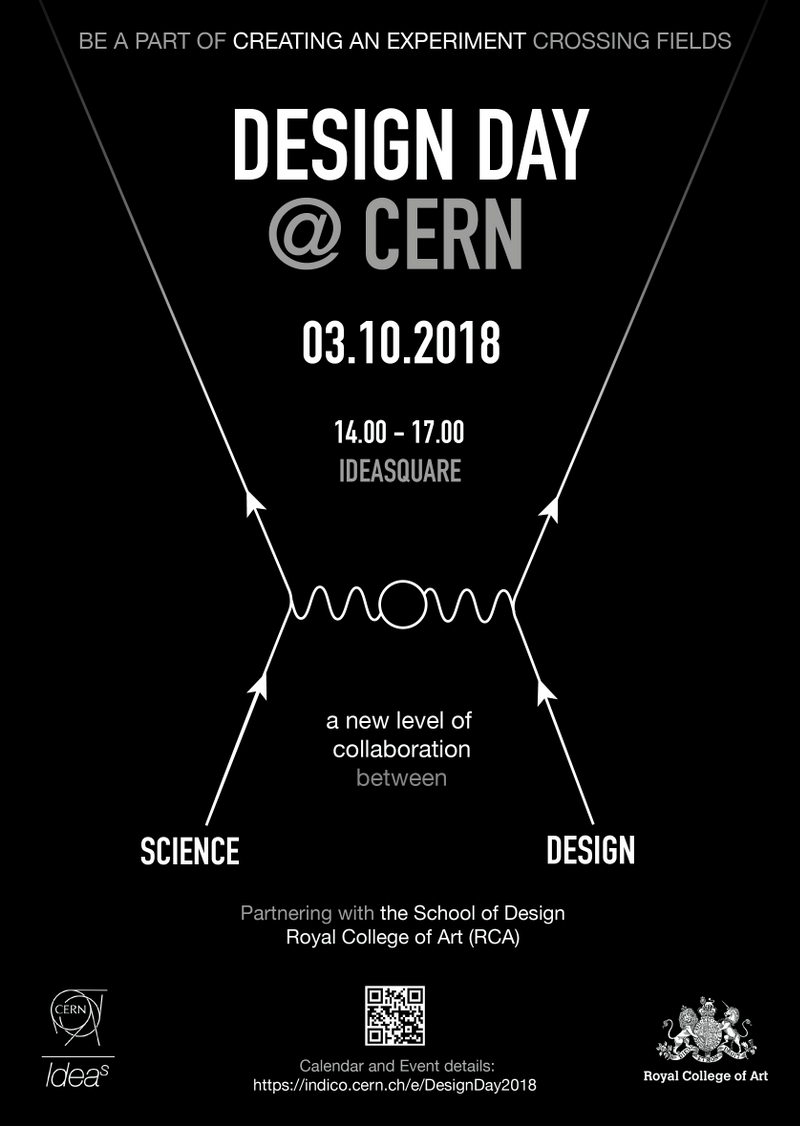 BE A PART OF CREATING AN EXPERIMENT CROSSING FIELDS
DESIGN DAY
@ CERN
03.10.2018
14.00 - 17.00
IDEASQUARE
a new level of
collaboration
between
SCIENCE
DESIGN
Partnering with the School of Design
Royal College of Art (RCA)
CERN
Ideas
Calendar and Event details:
https://indico.cern.ch/e/DesignDay2018
Royal College of Art